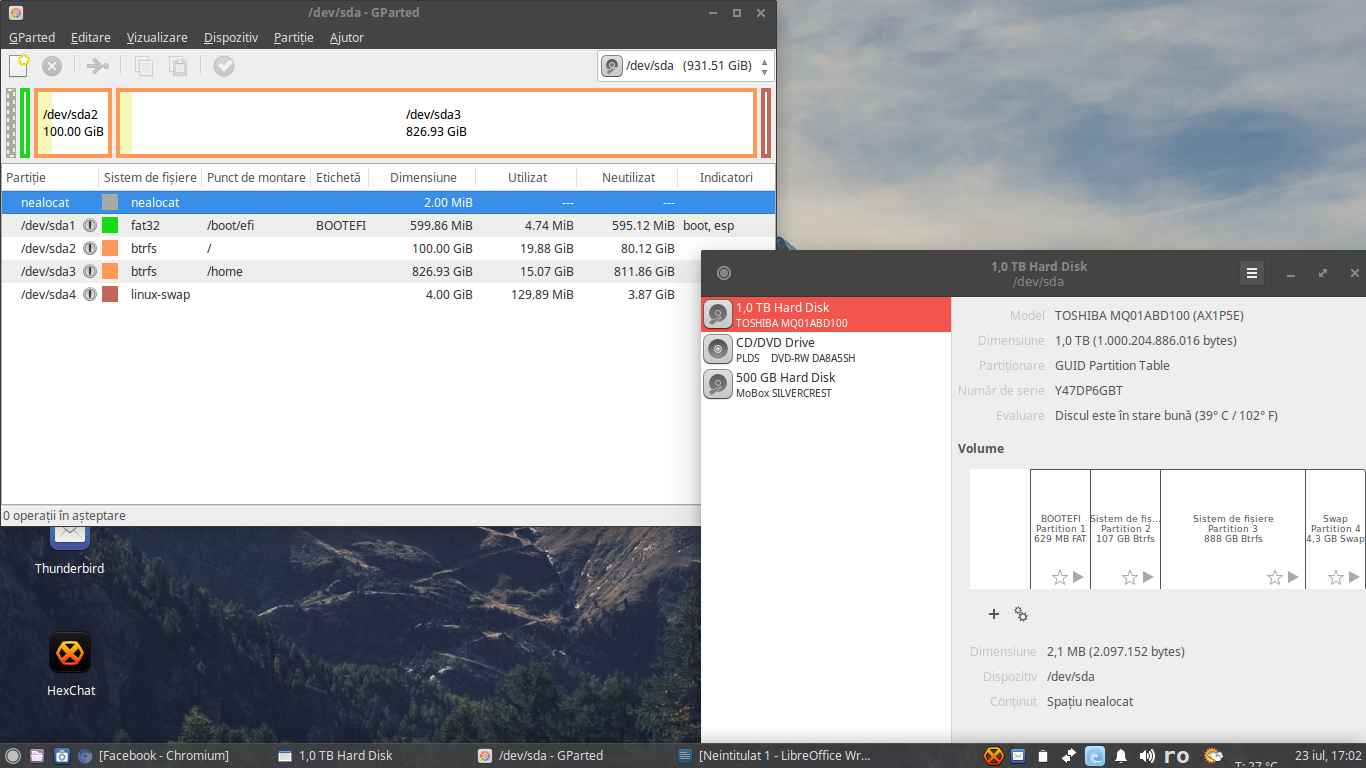 /dev/sda - GParted
GParted Editare Vizualizare Dispozitiv Partiție Ajutor
/dev/sda (931.51 GiB)
/dev/sda2
100.00 GiB
/dev/sda3
826.93 GiB
Partiție Sistem de fișiere Punct de montare Etichetă Dimensiune Utilizat Neutilizat Indicatori
nealocat nealocat 2.00 MiB --- ---
/dev/sda1 fat32 /boot/efi BOOTEFI 599.86 MiB 4.74 MiB 595.12 MiB boot, esp
/dev/sda2 btrfs / 100.00 GiB 19.88 GiB 80.12 GiB
/dev/sda3 btrfs /home 826.93 GiB 15.07 GiB 811.86 GiB
/dev/sda4 linux-swap 4.00 GiB 129.89 MiB 3.87 GiB
0 operații în așteptare
1,0 TB Hard Disk
/dev/sda
1,0 TB Hard Disk
TOSHIBA MQ01ABD100
CD/DVD Drive
PLDS DVD-RW DA8A5SH
500 GB Hard Disk
MoBox SILVERCREST
Model TOSHIBA MQ01ABD100 (AX1P5E)
Dimensiune 1,0 TB (1.000.204.886.016 bytes)
Partiționare GUID Partition Table
Număr de serie Y47DP6GBT
Evaluare Discul este în stare bună (39° C / 102° F)
Volume
BOOTEFI
Partition 1
629 MB FAT
Sistem de fiș...
Partition 2
107 GB Btrfs
Sistem de fișiere
Partition 3
888 GB Btrfs
Swap
Partition 4
4,3 GB Swap
Dimensiune 2,1 MB (2.097.152 bytes)
Dispozitiv /dev/sda
Conținut Spațiu nealocat
Thunderbird
HexChat
[Facebook - Chromium] 1,0 TB Hard Disk /dev/sda - GParted [Neintitulat 1 - LibreOffice Wr... ro T: 27 °C 23 iul, 17:02